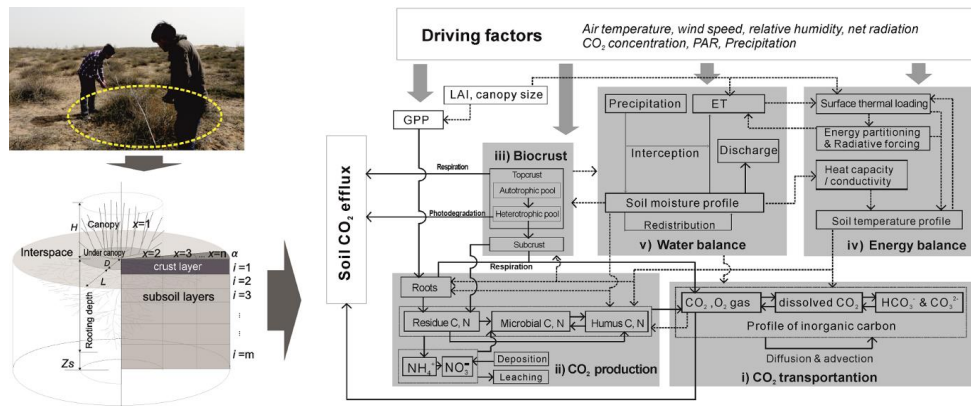 Driving factors
Air temperature, wind speed, relative humidity, net radiation
CO₂ concentration, PAR, Precipitation
LAI, canopy size
GPP
Precipitation
ET
Interception
Discharge
Soil moisture profile
Redistribution
v) Water balance
Surface thermal loading
Energy partitioning
& Radiative forcing
Heat capacity
/ conductivity
Soil temperature profile
iv) Energy balance
iii) Biocrust
Topcrust
Autotrophic pool
Heterotrophic pool
Subcrust
Respiration
Photodegradation
Respiration
Soil CO₂ efflux
Roots
Residue C, N
Microbial C, N
Humus C, N
NH₄⁺
NO₃⁻
Deposition
Leaching
ii) CO₂ production
CO₂ ,O₂ gas
dissolved CO₂
HCO₃⁻ & CO₃²⁻
Profile of inorganic carbon
Diffusion & advection
i) CO₂ transportantion
Canopy
x=1
H
Interspace
Under canopy
x=2
x=3
x=n
α
D
L
crust layer
subsoil layers
i=1
i=2
i=3
i=m
Rooting depth
Zs